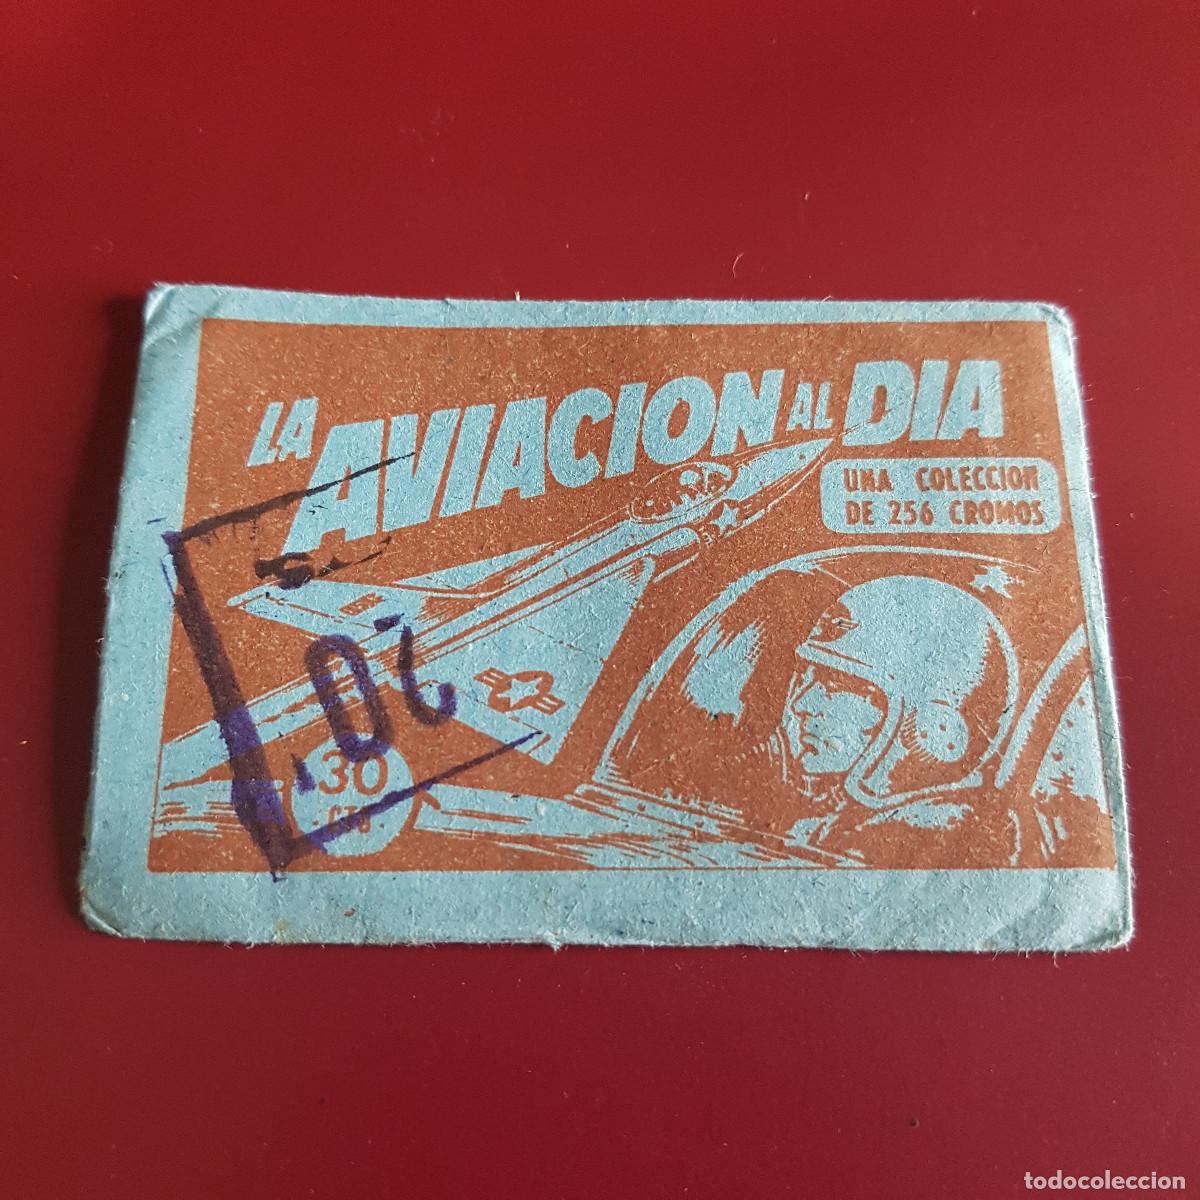 LA AVIACION AL DIA
UNA COLECCION
DE 256 CROMOS
30
CTS
todocoleccion